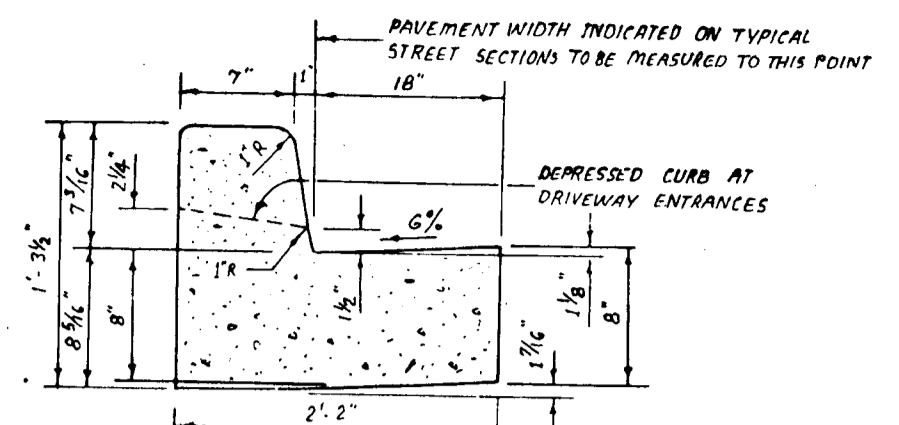 PAVEMENT WIDTH INDICATED ON TYPICAL
STREET SECTIONS TO BE MEASURED TO THIS POINT
7" 1" 18"
1"R
DEPRESSED CURB AT
DRIVEWAY ENTRANCES
2¼"
7 3/16"
1'-3½"
6%
1"R
8 5/16"
8"
1½"
1⅛"
8"
1 7/16"
2'-2"